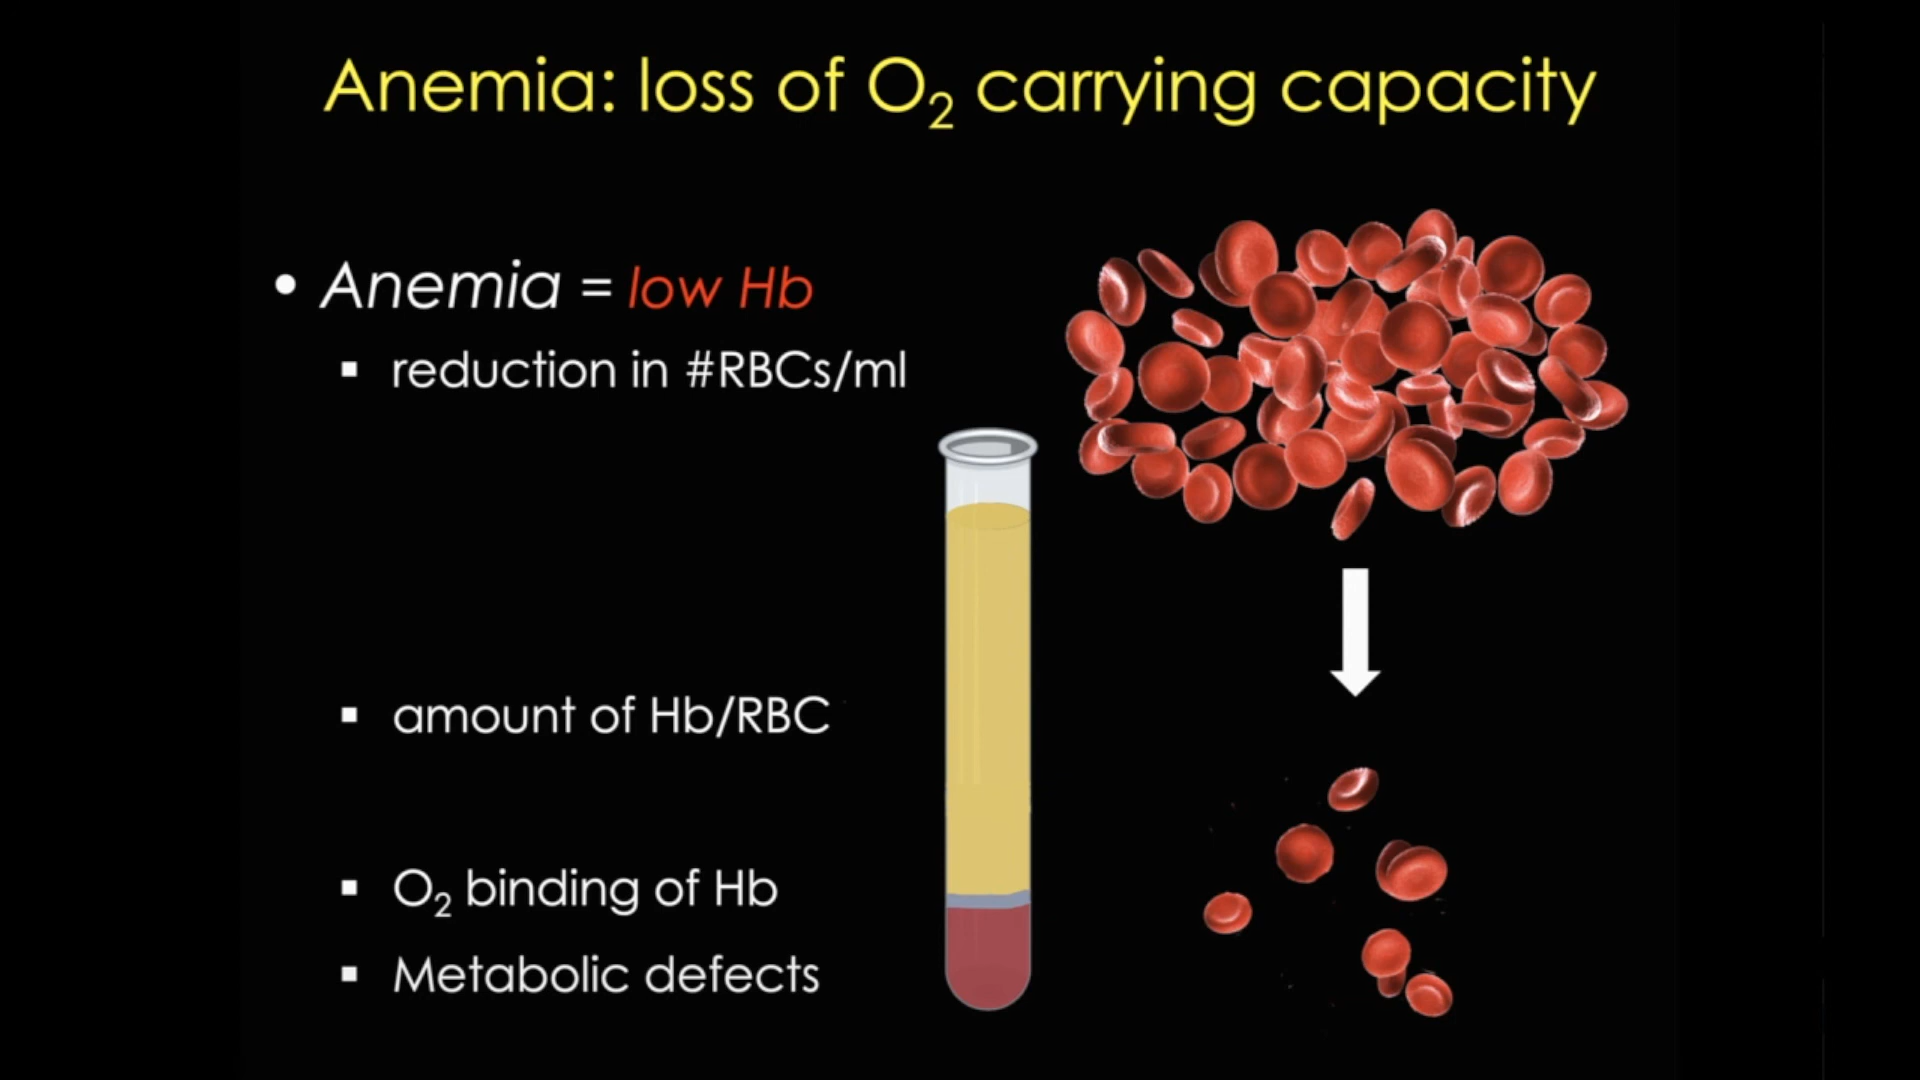 Anemia: loss of O₂ carrying capacity
• Anemia = low Hb
▪ reduction in #RBCs/ml
▪ amount of Hb/RBC
▪ O₂ binding of Hb
▪ Metabolic defects